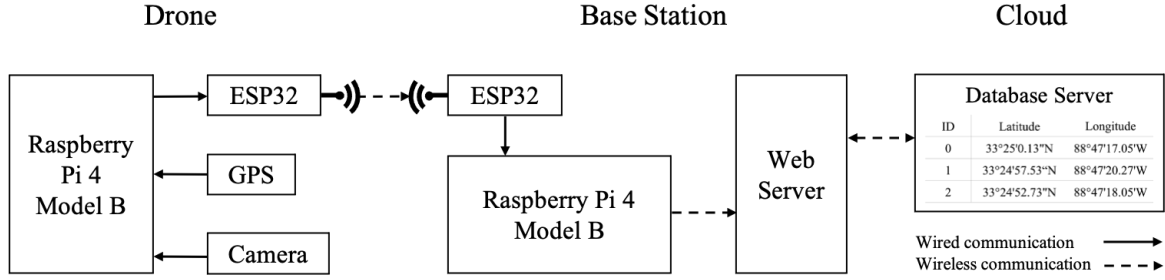 Drone
Base Station
Cloud
Raspberry
Pi 4
Model B
ESP32
GPS
Camera
ESP32
Raspberry Pi 4
Model B
Web
Server
Database Server
ID Latitude Longitude
0 33°25'0.13"N 88°47'17.05'W
1 33°24'57.53“N 88°47'20.27'W
2 33°24'52.73"N 88°47'18.05'W
Wired communication
Wireless communication